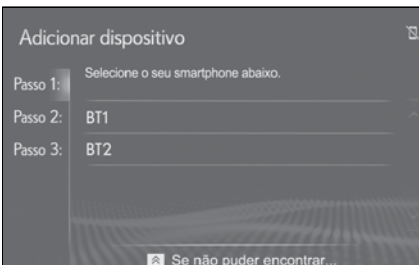 Adicionar dispositivo
Passo 1:
Selecione o seu smartphone abaixo.
Passo 2:
BT1
Passo 3:
BT2
Se não puder encontrar...